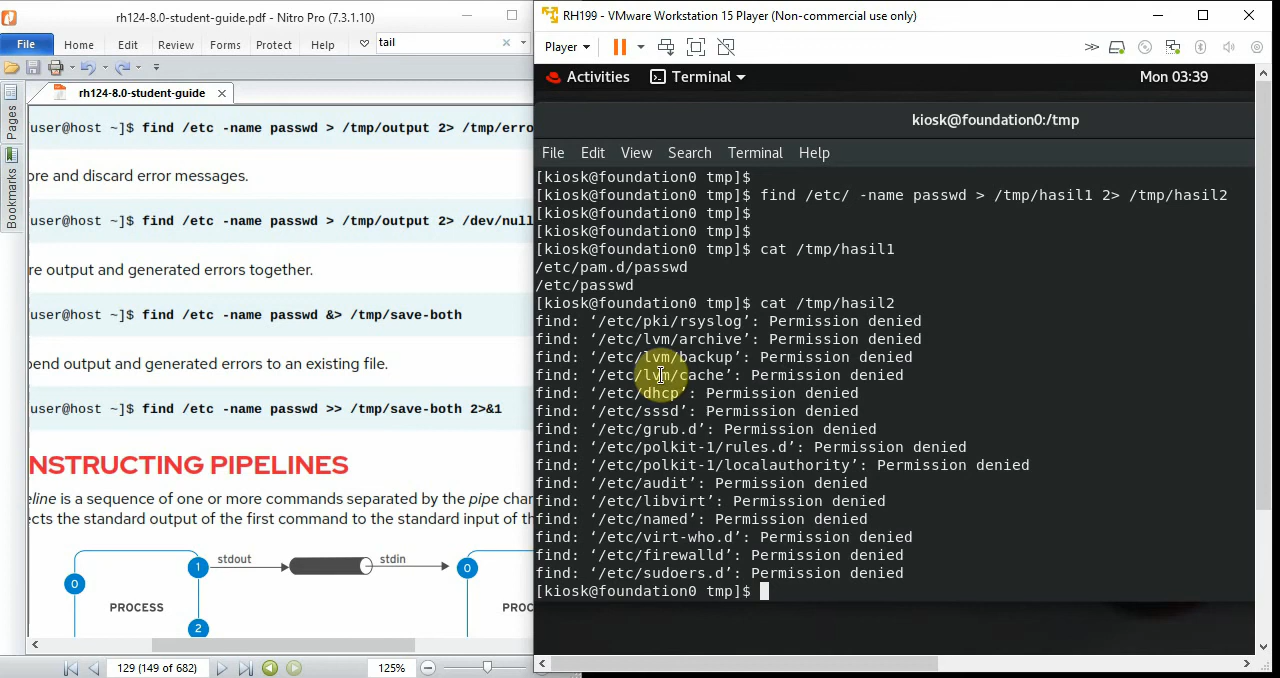 rh124-8.0-student-guide.pdf - Nitro Pro (7.3.1.10)
File Home Edit Review Forms Protect Help tail
rh124-8.0-student-guide
Pages
Bookmarks
user@host ~]$ find /etc -name passwd > /tmp/output 2> /tmp/erro
ore and discard error messages.
user@host ~]$ find /etc -name passwd > /tmp/output 2> /dev/null
re output and generated errors together.
user@host ~]$ find /etc -name passwd &> /tmp/save-both
pend output and generated errors to an existing file.
user@host ~]$ find /etc -name passwd >> /tmp/save-both 2>&1
NSTRUCTING PIPELINES
eline is a sequence of one or more commands separated by the pipe char
ects the standard output of the first command to the standard input of th
stdout stdin
0 1 0
PROCESS PROC
2
129 (149 of 682) 125%
RH199 - VMware Workstation 15 Player (Non-commercial use only)
Player
Activities Terminal Mon 03:39
kiosk@foundation0:/tmp
File Edit View Search Terminal Help
[kiosk@foundation0 tmp]$
[kiosk@foundation0 tmp]$ find /etc/ -name passwd > /tmp/hasil1 2> /tmp/hasil2
[kiosk@foundation0 tmp]$
[kiosk@foundation0 tmp]$
[kiosk@foundation0 tmp]$ cat /tmp/hasil1
/etc/pam.d/passwd
/etc/passwd
[kiosk@foundation0 tmp]$ cat /tmp/hasil2
find: ‘/etc/pki/rsyslog’: Permission denied
find: ‘/etc/lvm/archive’: Permission denied
find: ‘/etc/lvm/backup’: Permission denied
find: ‘/etc/lvm/cache’: Permission denied
find: ‘/etc/dhcp’: Permission denied
find: ‘/etc/sssd’: Permission denied
find: ‘/etc/grub.d’: Permission denied
find: ‘/etc/polkit-1/rules.d’: Permission denied
find: ‘/etc/polkit-1/localauthority’: Permission denied
find: ‘/etc/audit’: Permission denied
find: ‘/etc/libvirt’: Permission denied
find: ‘/etc/named’: Permission denied
find: ‘/etc/virt-who.d’: Permission denied
find: ‘/etc/firewalld’: Permission denied
find: ‘/etc/sudoers.d’: Permission denied
[kiosk@foundation0 tmp]$